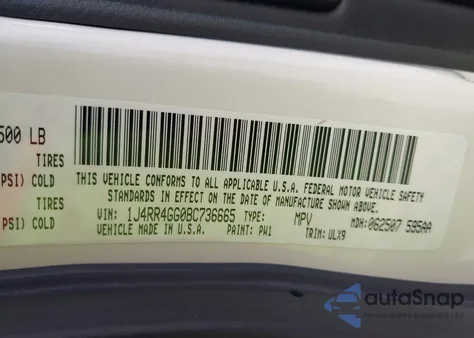 500 LB
TIRES
PSI) COLD
TIRES
PSI) COLD
THIS VEHICLE CONFORMS TO ALL APPLICABLE U.S.A. FEDERAL MOTOR VEHICLE SAFETY
STANDARDS IN EFFECT ON THE DATE OF MANUFACTURE SHOWN ABOVE
VIN: 1J4RR4GG0BC736665 TYPE: MPV MDH: 062507 595AA
VEHICLE MADE IN U.S.A. PAINT: PW1 TRIM: VLX9
autoSnap